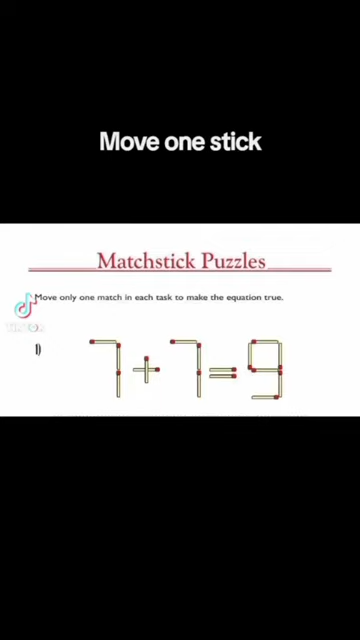 Move one stick
Matchstick Puzzles
Move only one match in each task to make the equation true.
1)
7+7=9